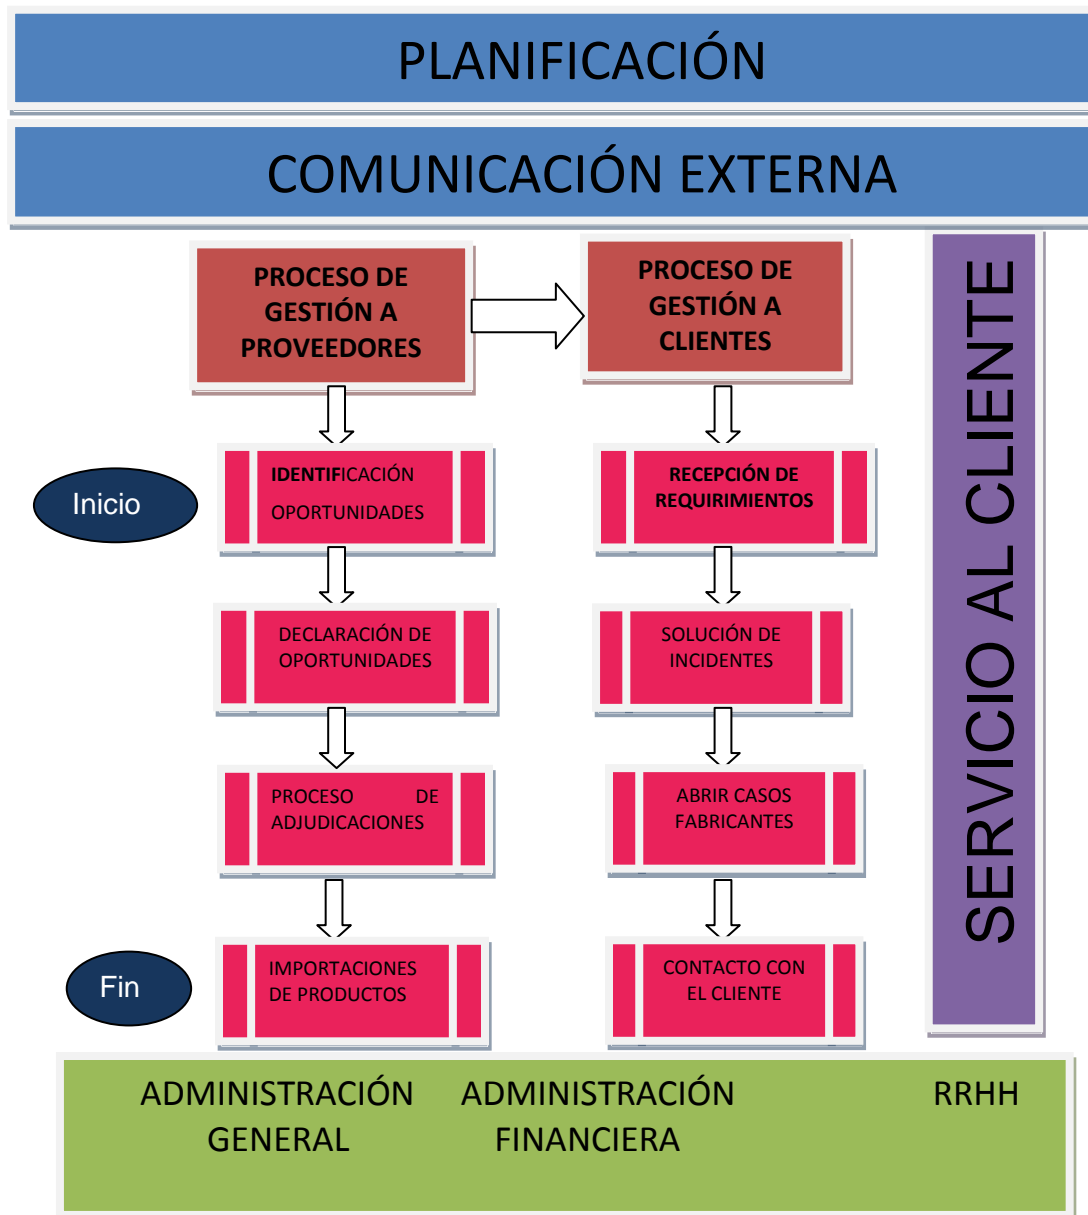 PLANIFICACIÓN
COMUNICACIÓN EXTERNA
PROCESO DE
GESTIÓN A
PROVEEDORES
PROCESO DE
GESTIÓN A
CLIENTES
SERVICIO AL CLIENTE
Inicio
IDENTIFICACIÓN
OPORTUNIDADES
RECEPCIÓN DE
REQUIRIMIENTOS
DECLARACIÓN DE
OPORTUNIDADES
SOLUCIÓN DE
INCIDENTES
PROCESO DE
ADJUDICACIONES
ABRIR CASOS
FABRICANTES
Fin
IMPORTACIONES
DE PRODUCTOS
CONTACTO CON
EL CLIENTE
ADMINISTRACIÓN
GENERAL
ADMINISTRACIÓN
FINANCIERA
RRHH